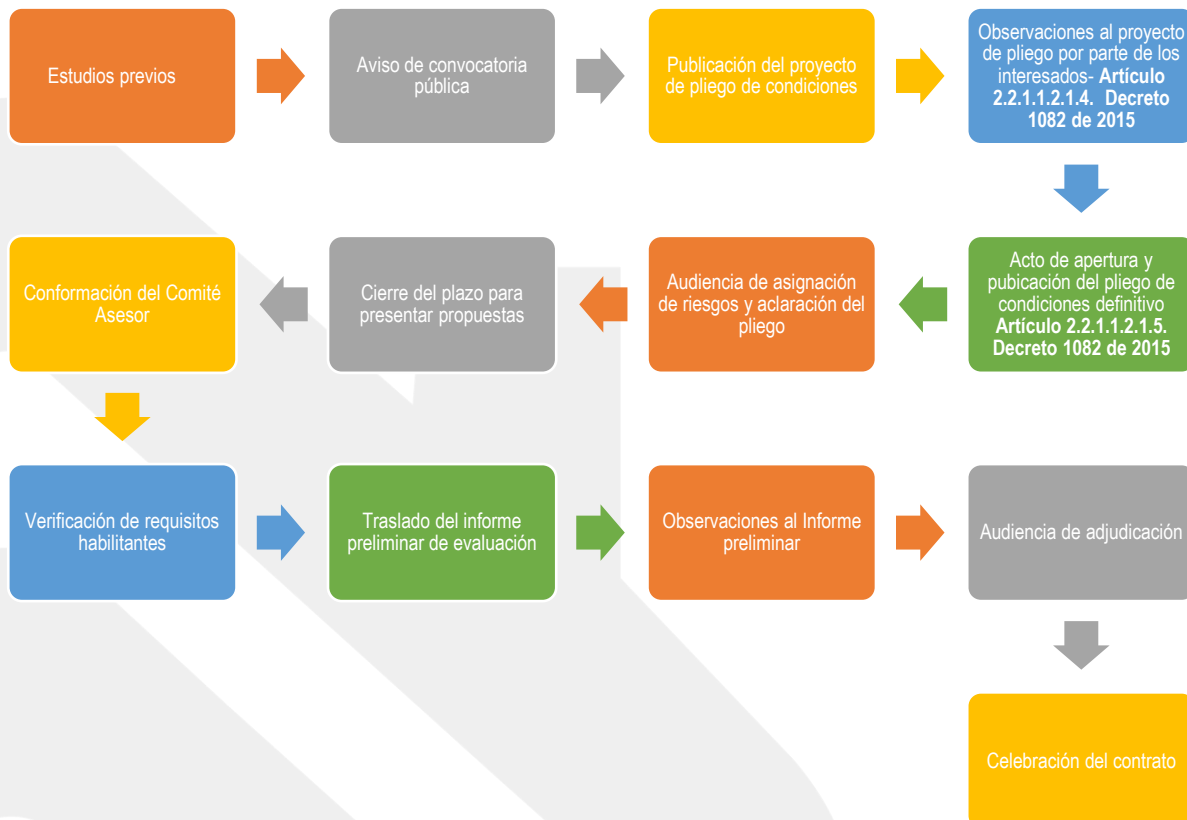 Estudios previos
Aviso de convocatoria
pública
Publicación del proyecto
de pliego de condiciones
Observaciones al proyecto
de pliego por parte de los
interesados- Artículo
2.2.1.1.2.1.4. Decreto
1082 de 2015
Acto de apertura y
pubicación del pliego de
condiciones definitivo
Artículo 2.2.1.1.2.1.5.
Decreto 1082 de 2015
Audiencia de asignación
de riesgos y aclaración del
pliego
Cierre del plazo para
presentar propuestas
Conformación del Comité
Asesor
Verificación de requisitos
habilitantes
Traslado del informe
preliminar de evaluación
Observaciones al Informe
preliminar
Audiencia de adjudicación
Celebración del contrato